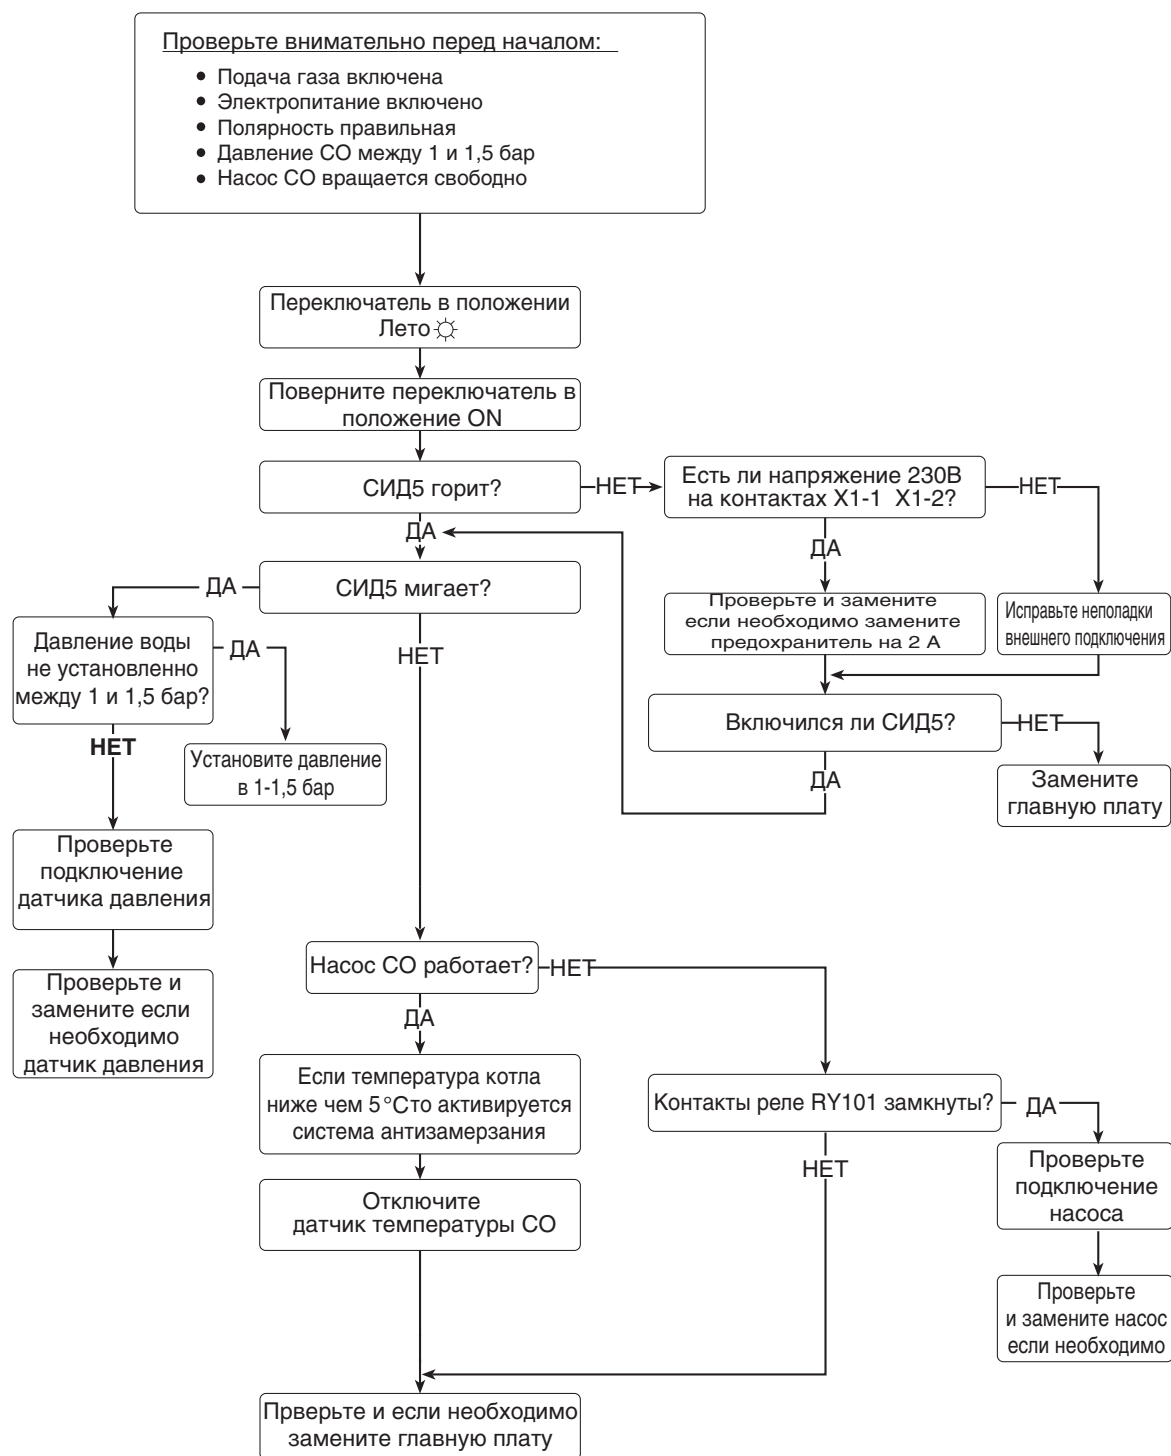 Проверьте внимательно перед началом:
• Подача газа включена
• Электропитание включено
• Полярность правильная
• Давление СО между 1 и 1,5 бар
• Насос СО вращается свободно
Переключатель в положении
Лето
Поверните переключатель в
положение ON
СИД5 горит?
НЕТ
Есть ли напряжение 230В
на контактах X1-1 X1-2?
НЕТ
ДА
ДА
СИД5 мигает?
ДА
Проверьте и замените
если необходимо замените
предохранитель на 2 А
Исправьте неполадки
внешнего подключения
Давление воды
не установленно
между 1 и 1,5 бар?
ДА
НЕТ
Включился ли СИД5?
НЕТ
НЕТ
Установите давление
в 1-1,5 бар
ДА
Замените
главную плату
Проверьте
подключение
датчика давления
Насос СО работает?
НЕТ
Проверьте и
замените если
необходимо
датчик давления
ДА
Если температура котла
ниже чем 5°Сто активируется
система антизамерзания
Контакты реле RY101 замкнуты?
ДА
НЕТ
Проверьте
подключение
насоса
Отключите
датчик температуры СО
Проверьте
и замените насос
если необходимо
Прверьте и если необходимо
замените главную плату